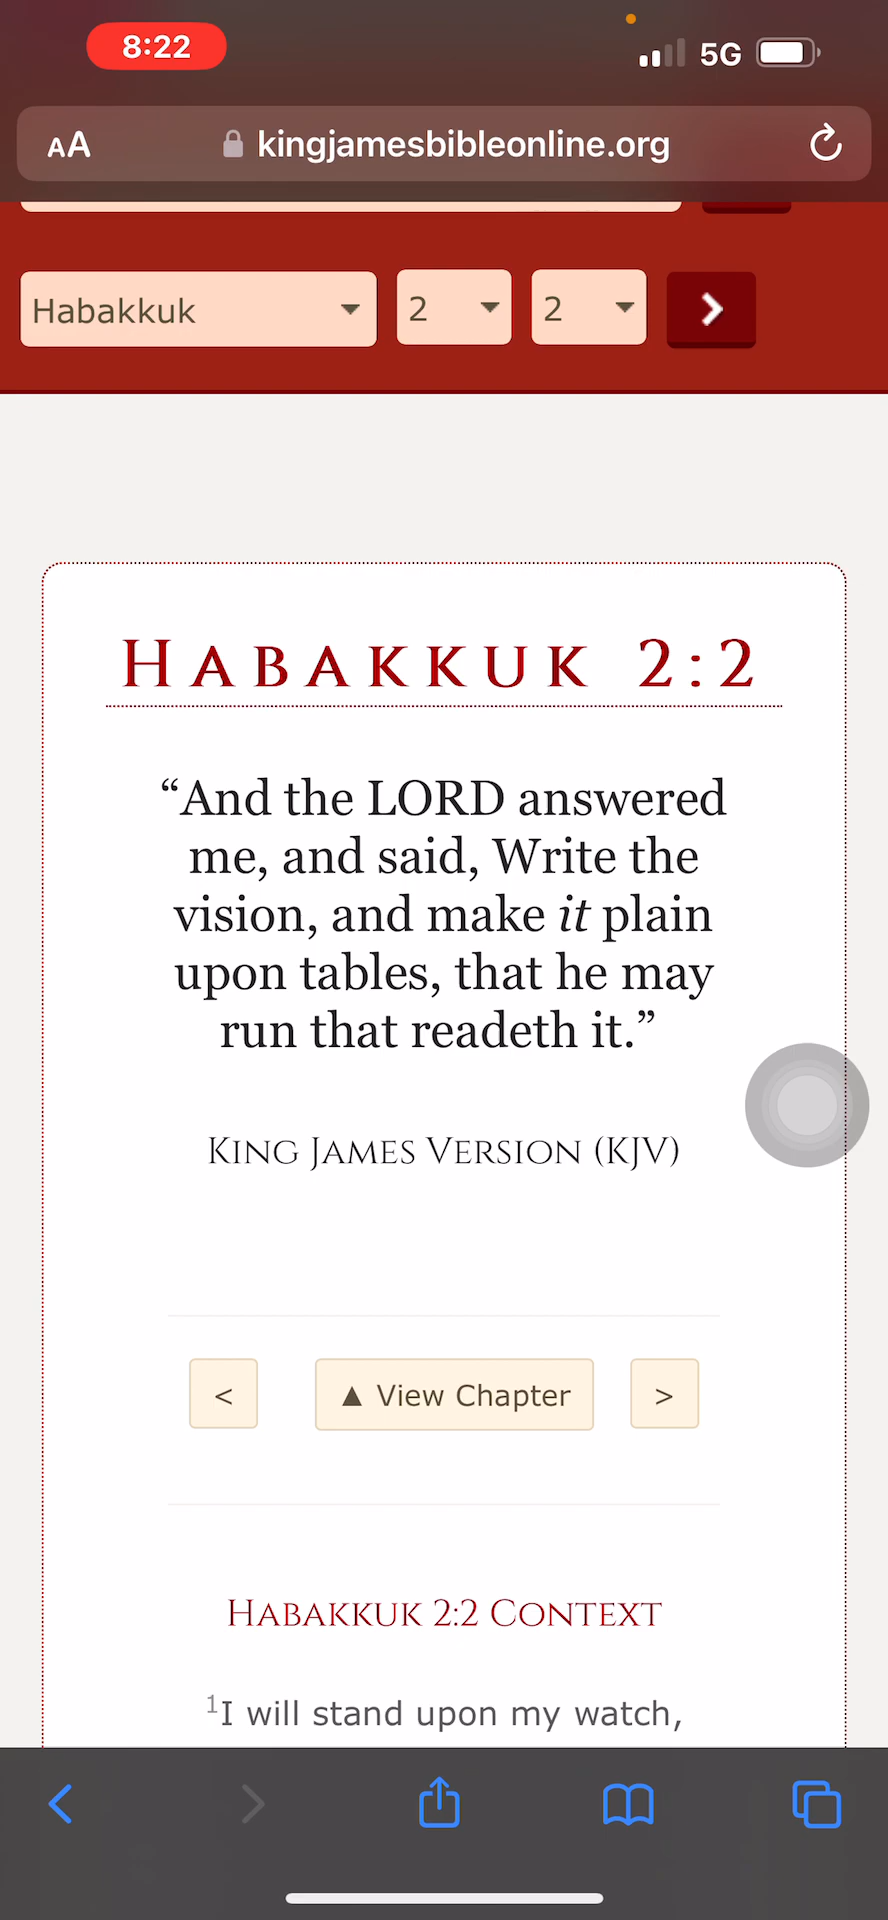 8:22
5G
AA
kingjamesbibleonline.org
Habakkuk
2
2
HABAKKUK 2:2
“And the LORD answered
me, and said, Write the
vision, and make it plain
upon tables, that he may
run that readeth it.”
KING JAMES VERSION (KJV)
<
▲ View Chapter
>
HABAKKUK 2:2 CONTEXT
1I will stand upon my watch,